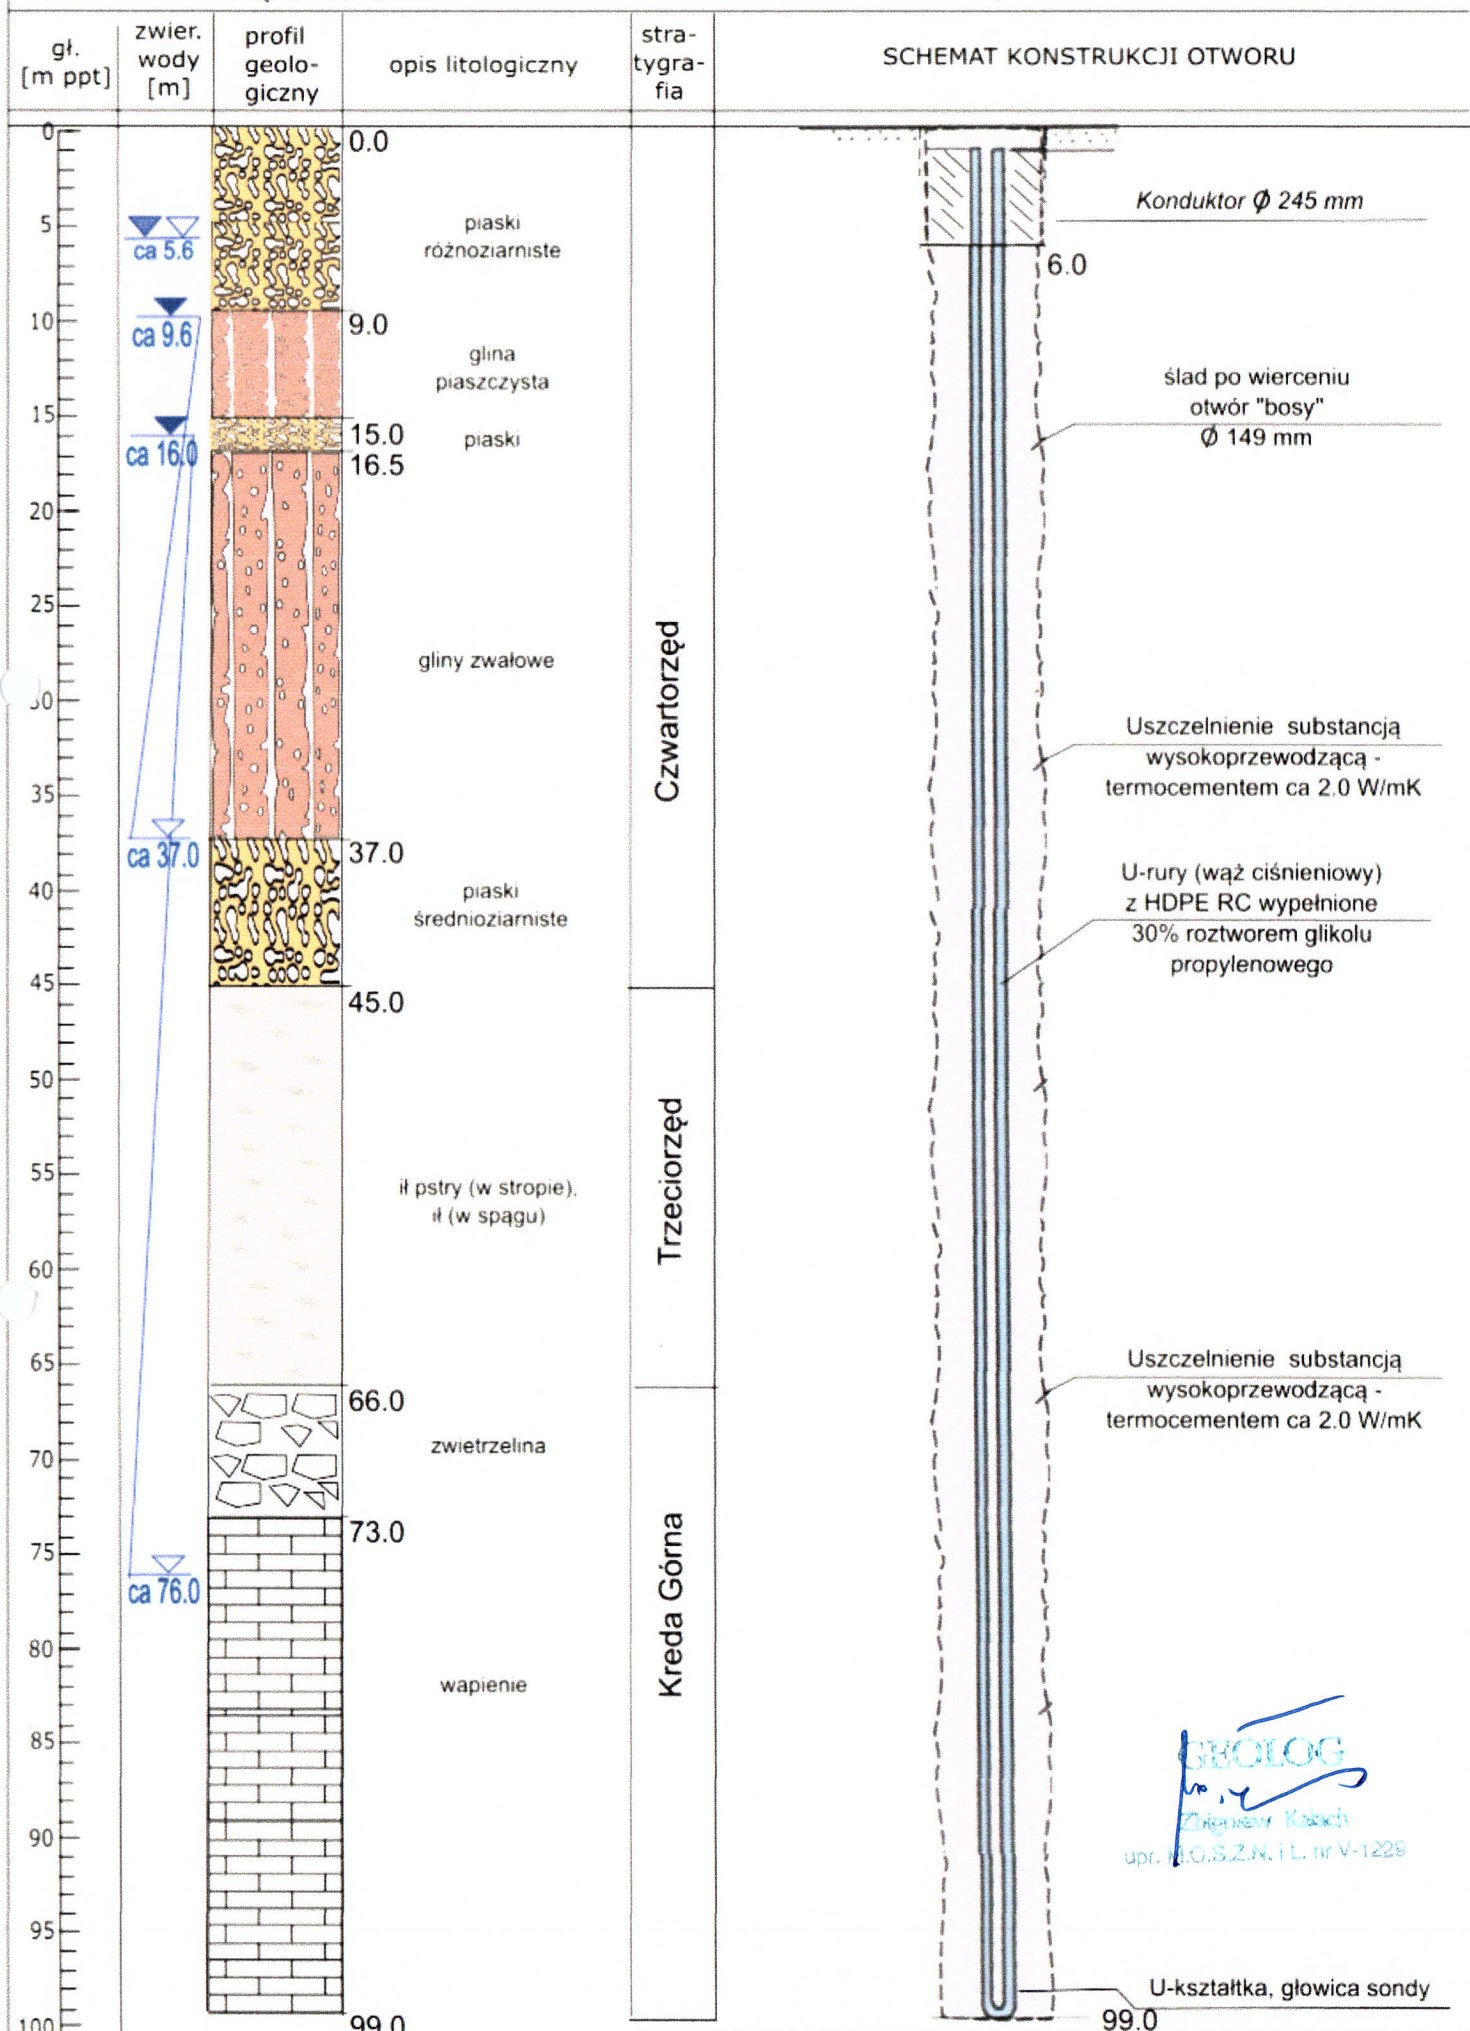 gł.
[m ppt]
zwier.
wody
[m]
profil
geolo-
giczny
opis litologiczny
stra-
tygra-
fia
SCHEMAT KONSTRUKCJI OTWORU
0
5
10
15
20
25
30
35
40
45
50
55
60
65
70
75
80
85
90
95
100
ca 5.6
ca 9.6
ca 16.0
ca 37.0
ca 76.0
0.0
9.0
15.0
16.5
37.0
45.0
66.0
73.0
99.0
piaski
różnoziarniste
glina
piaszczysta
piaski
gliny zwałowe
piaski
średnioziarniste
ił pstry (w stropie),
ił (w spągu)
zwietrzelina
wapienie
Czwartorzęd
Trzeciorzęd
Kreda Górna
Konduktor Ø 245 mm
6.0
ślad po wierceniu
otwór "bosy"
Ø 149 mm
Uszczelnienie substancją
wysokoprzewodzącą -
termocementem ca 2.0 W/mK
U-rury (wąż ciśnieniowy)
z HDPE RC wypełnione
30% roztworem glikolu
propylenowego
Uszczelnienie substancją
wysokoprzewodzącą -
termocementem ca 2.0 W/mK
GEOLOG
Zbigniew
upr. M.O.S.Z.N. i L. nr V-1229
U-kształtka, głowica sondy
99.0